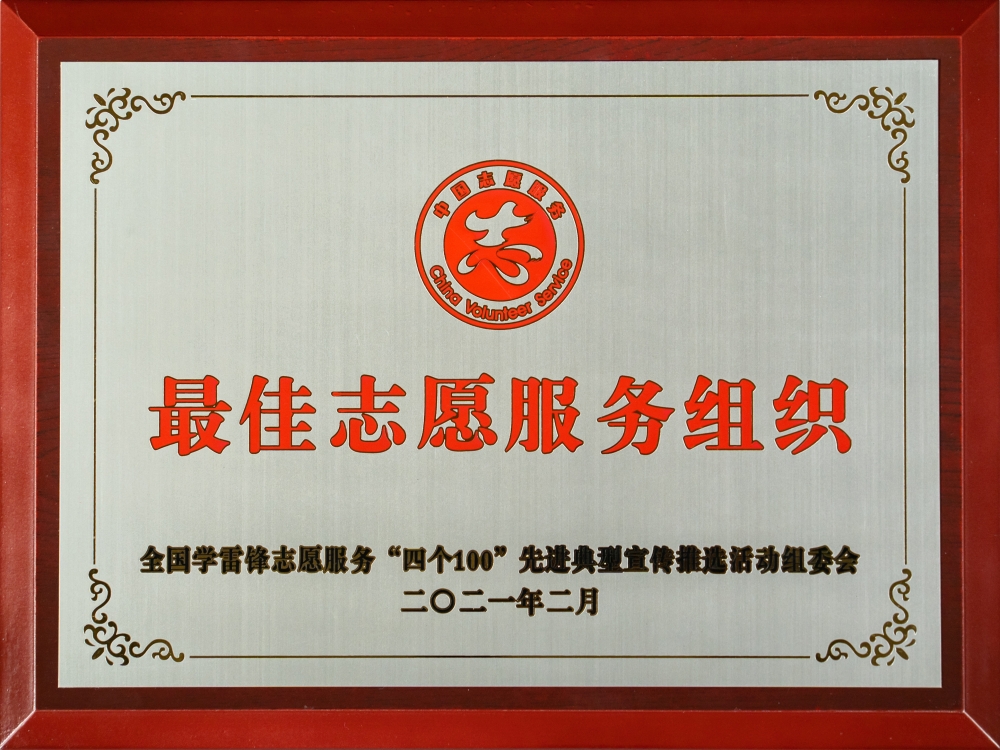 中国志愿服务
China Volunteer Service
最佳志愿服务组织
全国学雷锋志愿服务“四个100”先进典型宣传推选活动组委会
二〇二一年二月